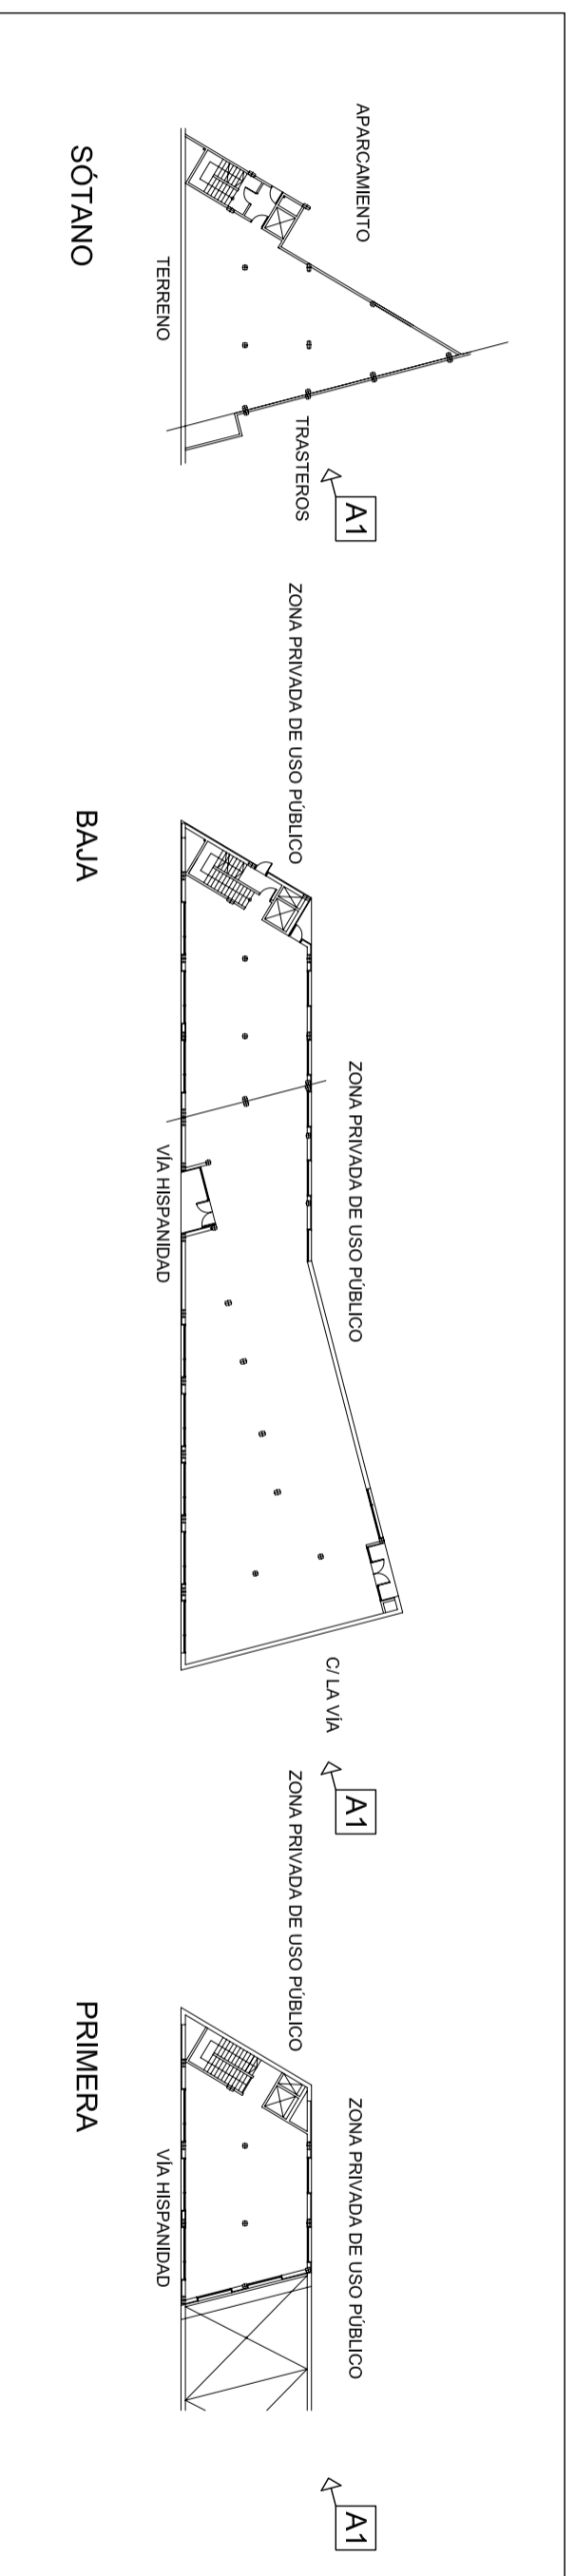 APARCAMIENTO
TERRENO
TRASTEROS
A1
SÓTANO
ZONA PRIVADA DE USO PÚBLICO
ZONA PRIVADA DE USO PÚBLICO
VÍA HISPANIDAD
C/ LA VÍA
A1
BAJA
ZONA PRIVADA DE USO PÚBLICO
ZONA PRIVADA DE USO PÚBLICO
VÍA HISPANIDAD
A1
PRIMERA